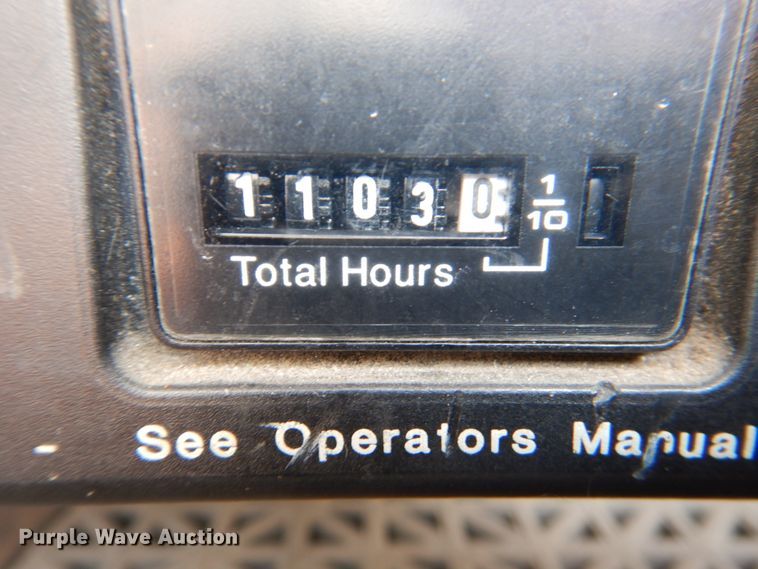 11030 1/10
Total Hours
See Operators Manual
Purple Wave Auction